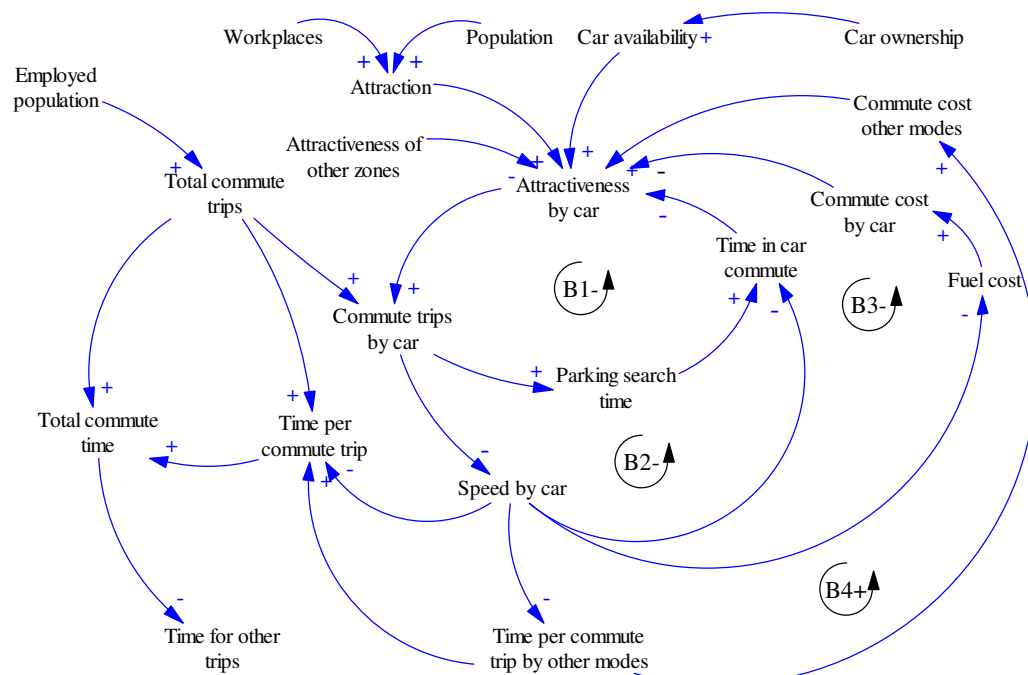 Workplaces
Population
Car availability
+
Car ownership
Employed
population
+
+
Attraction
Commute cost
other modes
Attractiveness of
other zones
+
Total commute
trips
-
+
+
+
-
+
Attractiveness
by car
-
Commute cost
by car
+
Time in car
commute
+
+
B1-
B3-
Fuel cost
+
-
-
Commute trips
by car
+
Parking search
time
+
+
Total commute
time
Time per
commute trip
+
-
+
-
B2-
Speed by car
B4+
-
-
Time for other
trips
Time per commute
trip by other modes